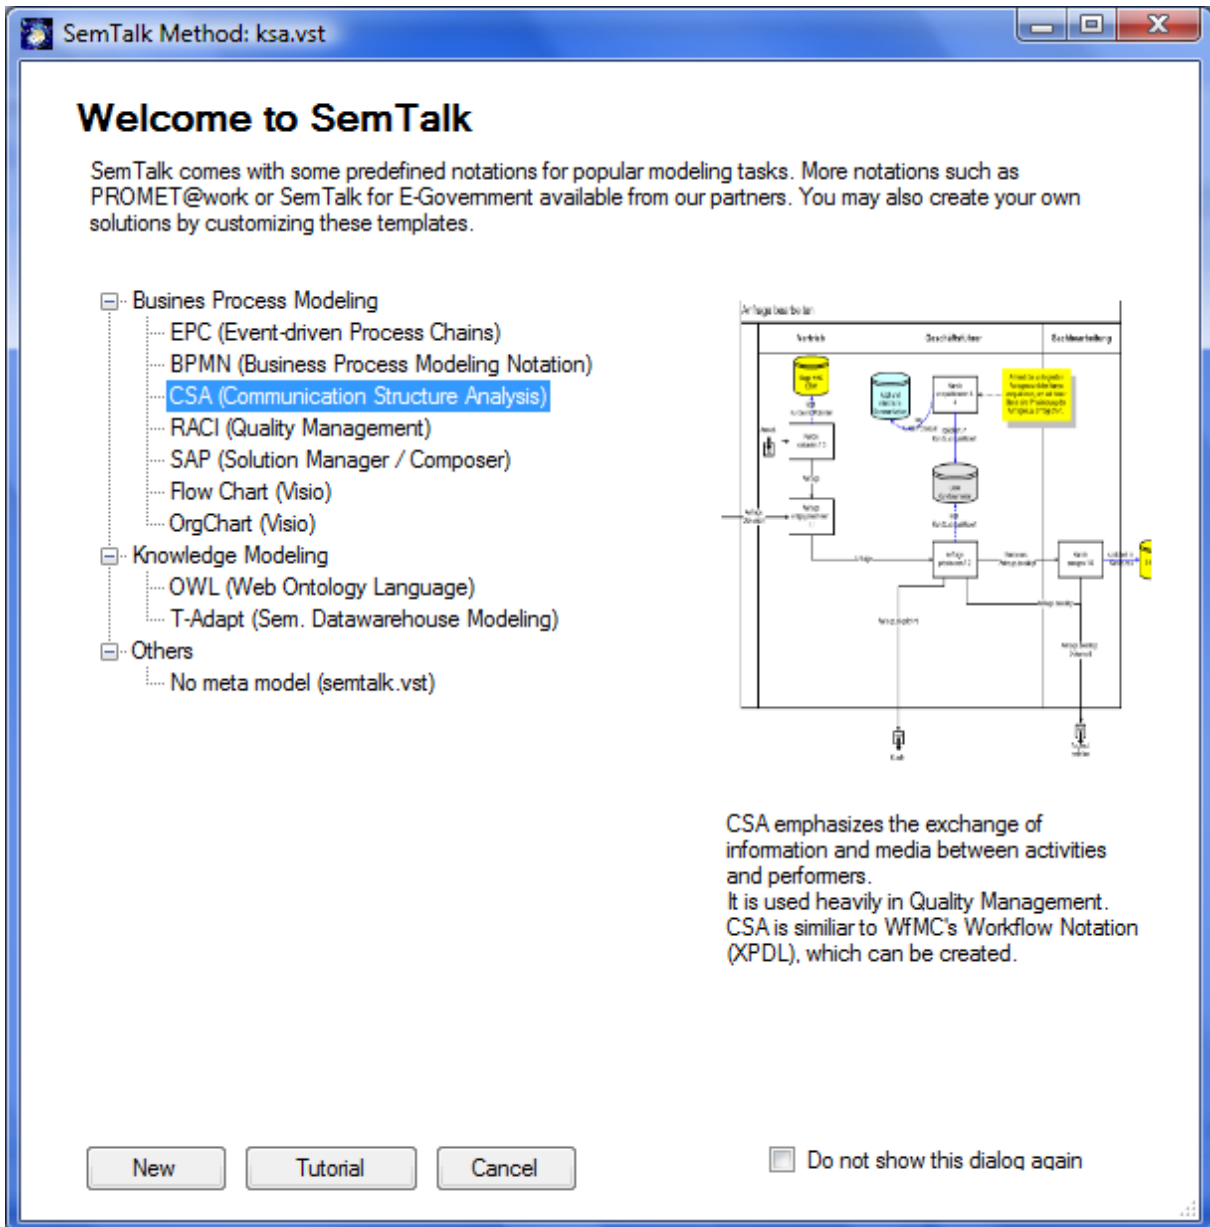 SemTalk Method: ksa.vst
Welcome to SemTalk
SemTalk comes with some predefined notations for popular modeling tasks. More notations such as
PROMET@work or SemTalk for E-Government available from our partners. You may also create your own
solutions by customizing these templates.
Busines Process Modeling
EPC (Event-driven Process Chains)
BPMN (Business Process Modeling Notation)
CSA (Communication Structure Analysis)
RACI (Quality Management)
SAP (Solution Manager / Composer)
Flow Chart (Visio)
OrgChart (Visio)
Knowledge Modeling
OWL (Web Ontology Language)
T-Adapt (Sem. Datawarehouse Modeling)
Others
No meta model (semtalk.vst)
Anfrage bearbeiten
Vertrieb
Geschäftsführer
Sachbearbeitung
CSA emphasizes the exchange of
information and media between activities
and performers.
It is used heavily in Quality Management.
CSA is similiar to WfMC's Workflow Notation
(XPDL), which can be created.
New
Tutorial
Cancel
Do not show this dialog again